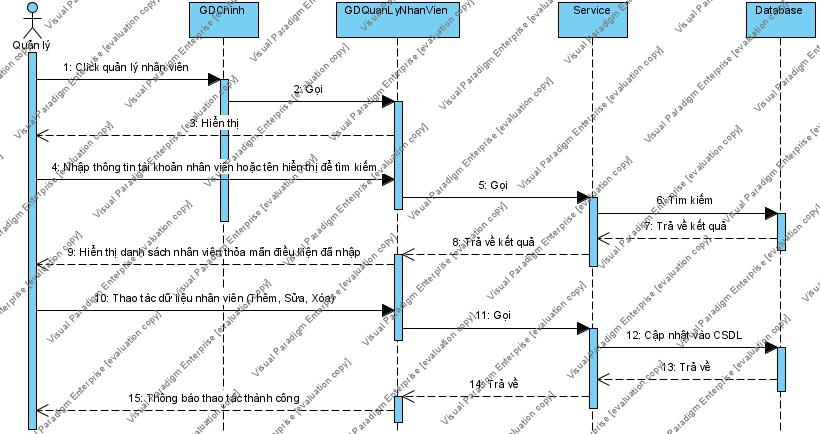 GDChinh
GDQuanLyNhanVien
Service
Database
Quản lý
1: Click quản lý nhân viên
2: Gọi
3: Hiển thị
4: Nhập thông tin tài khoản nhân viên hoặc tên hiển thị để tìm kiếm
5: Gọi
6: Tìm kiếm
7: Trả về kết quả
8: Trả về kết quả
9: Hiển thị danh sách nhân viên thỏa mãn điều kiện đã nhập
10: Thao tác dữ liệu nhân viên (Thêm, Sửa, Xóa)
11: Gọi
12: Cập nhật vào CSDL
13: Trả về
14: Trả về
15: Thông báo thao tác thành công
Visual Paradigm Enterprise [evaluation copy]